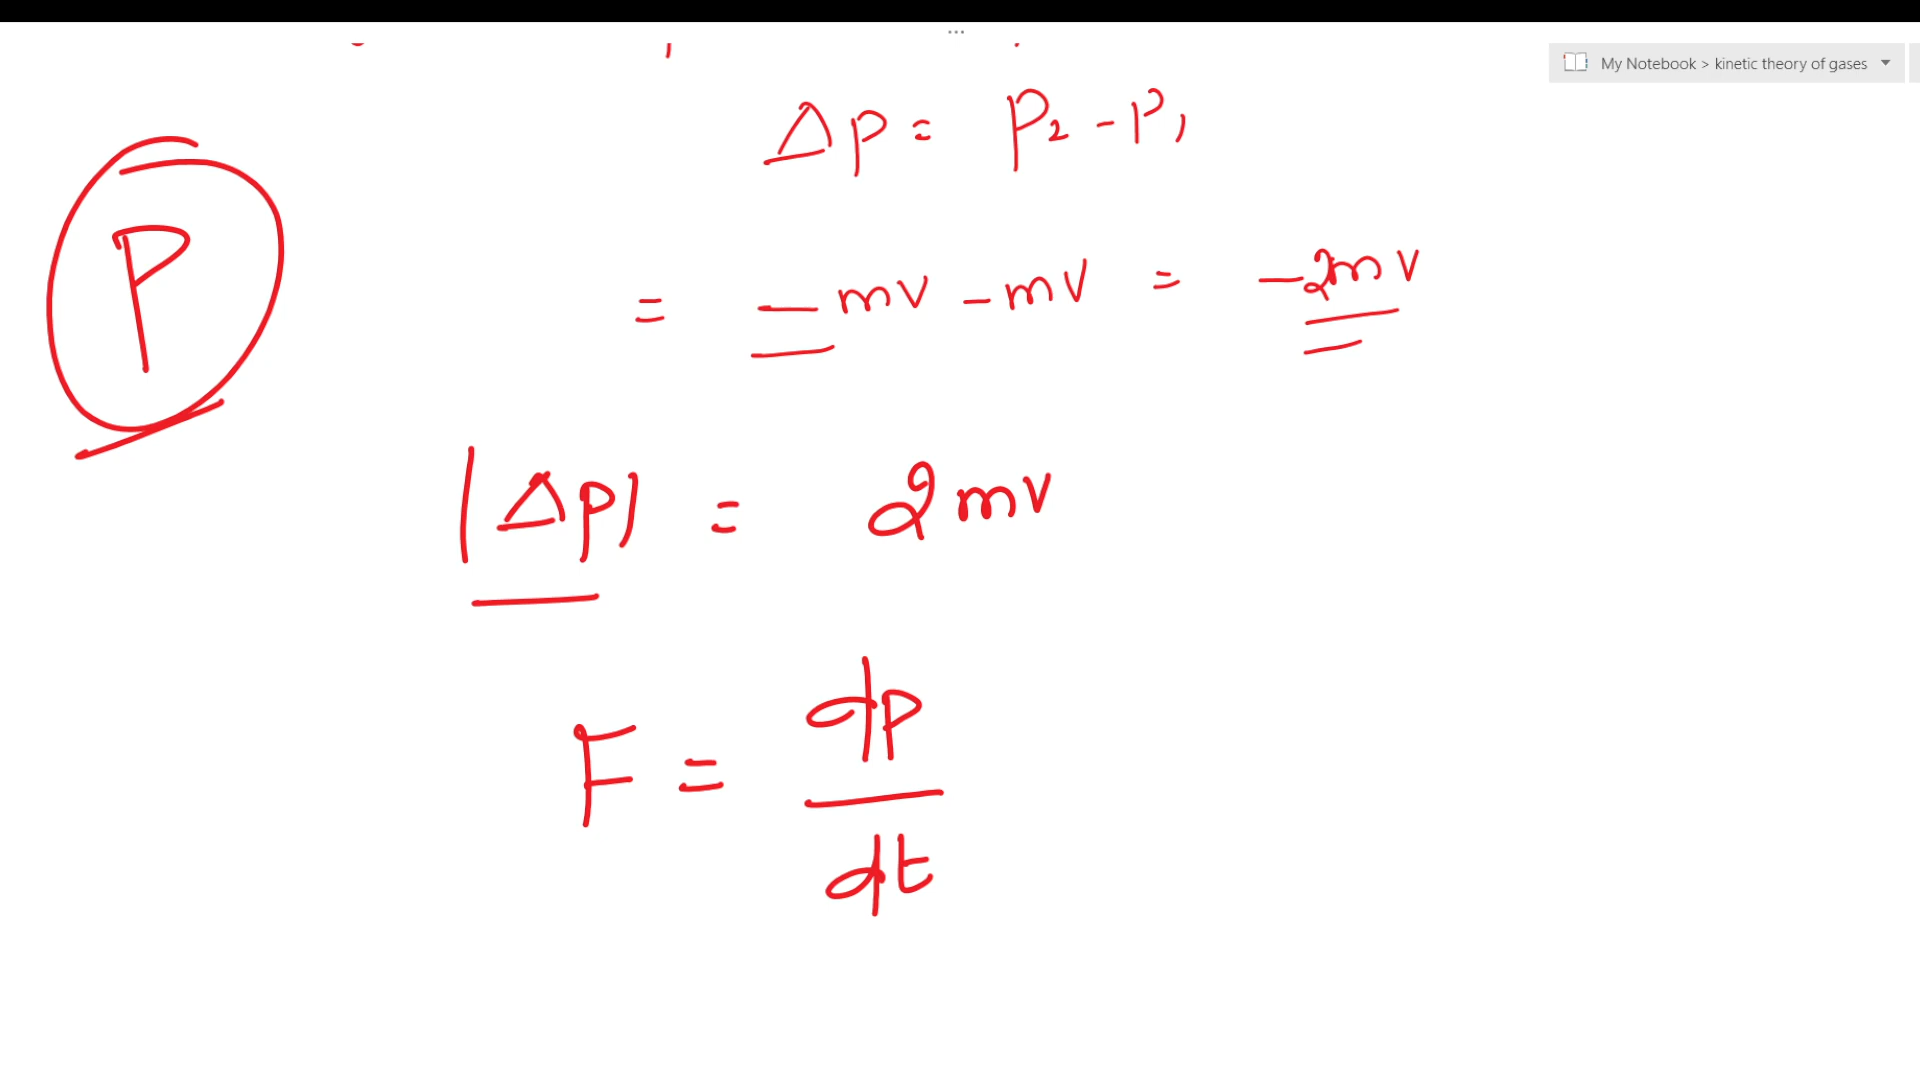 My Notebook > kinetic theory of gases
Δp = P₂ - P₁
P
= - mv - mv = - 2mv
|Δp| = 2mv
F = dp
dt